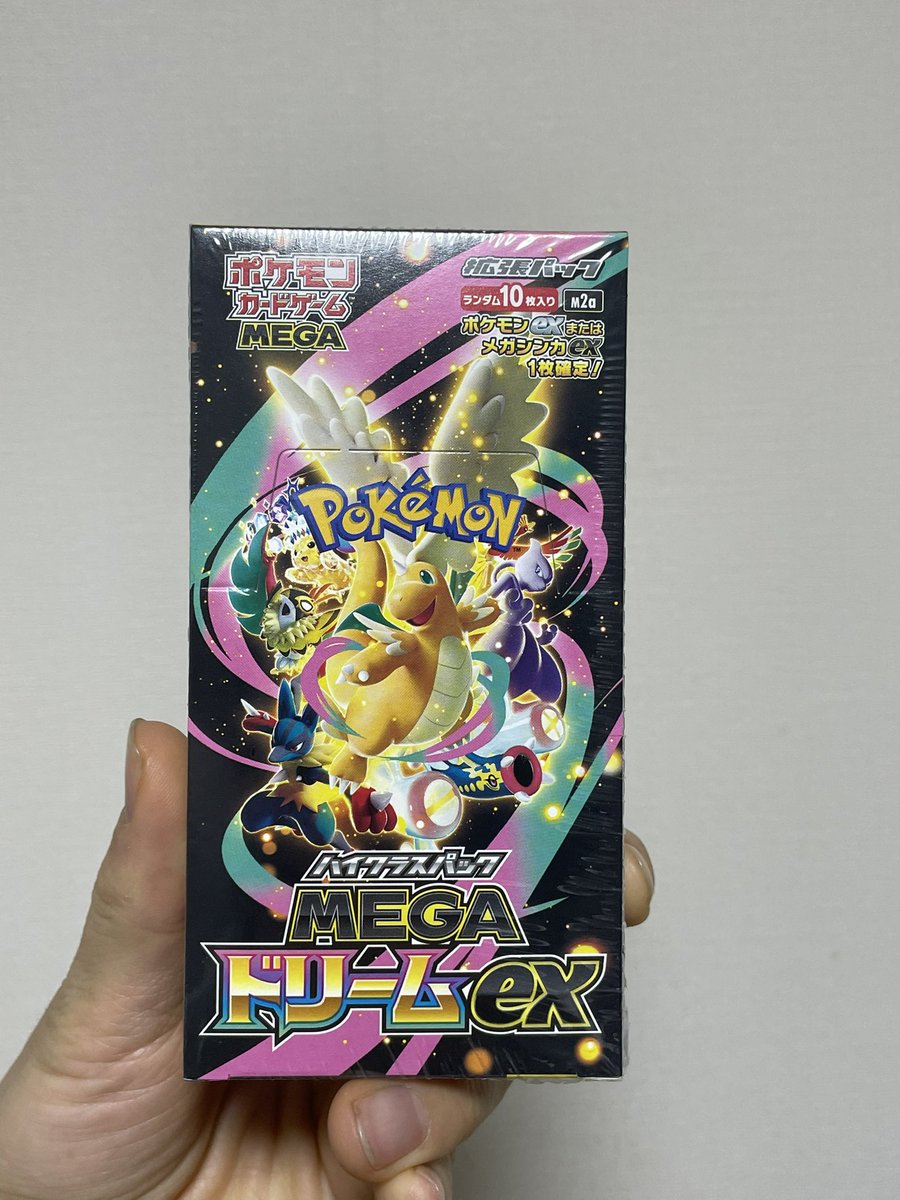 ポケモン
カードゲーム
MEGA
拡張パック
ランダム10枚入り M2a
ポケモンexまたは
メガシンカex
1枚確定!
POKéMON
TM
ハイクラスパック
MEGA
ドリームex